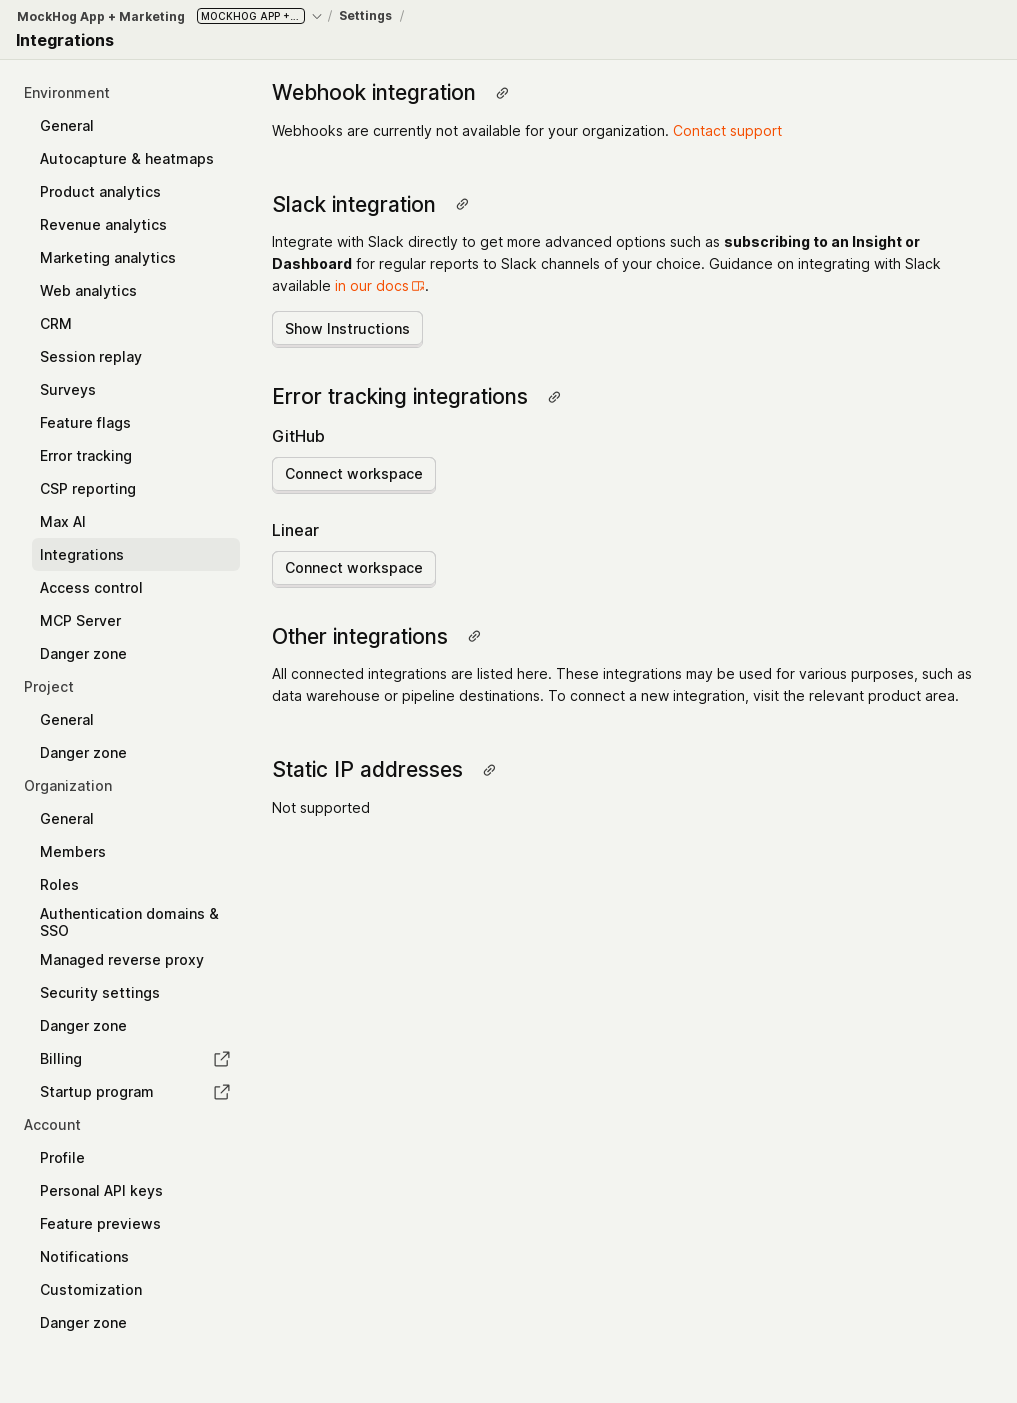 MockHog App + Marketing MOCKHOG APP +... / Settings /
Integrations
Environment
General
Autocapture & heatmaps
Product analytics
Revenue analytics
Marketing analytics
Web analytics
CRM
Session replay
Surveys
Feature flags
Error tracking
CSP reporting
Max AI
Integrations
Access control
MCP Server
Danger zone
Project
General
Danger zone
Organization
General
Members
Roles
Authentication domains &
SSO
Managed reverse proxy
Security settings
Danger zone
Billing
Startup program
Account
Profile
Personal API keys
Feature previews
Notifications
Customization
Danger zone
Webhook integration
Webhooks are currently not available for your organization. Contact support
Slack integration
Integrate with Slack directly to get more advanced options such as subscribing to an Insight or
Dashboard for regular reports to Slack channels of your choice. Guidance on integrating with Slack
available in our docs.
Show Instructions
Error tracking integrations
GitHub
Connect workspace
Linear
Connect workspace
Other integrations
All connected integrations are listed here. These integrations may be used for various purposes, such as
data warehouse or pipeline destinations. To connect a new integration, visit the relevant product area.
Static IP addresses
Not supported